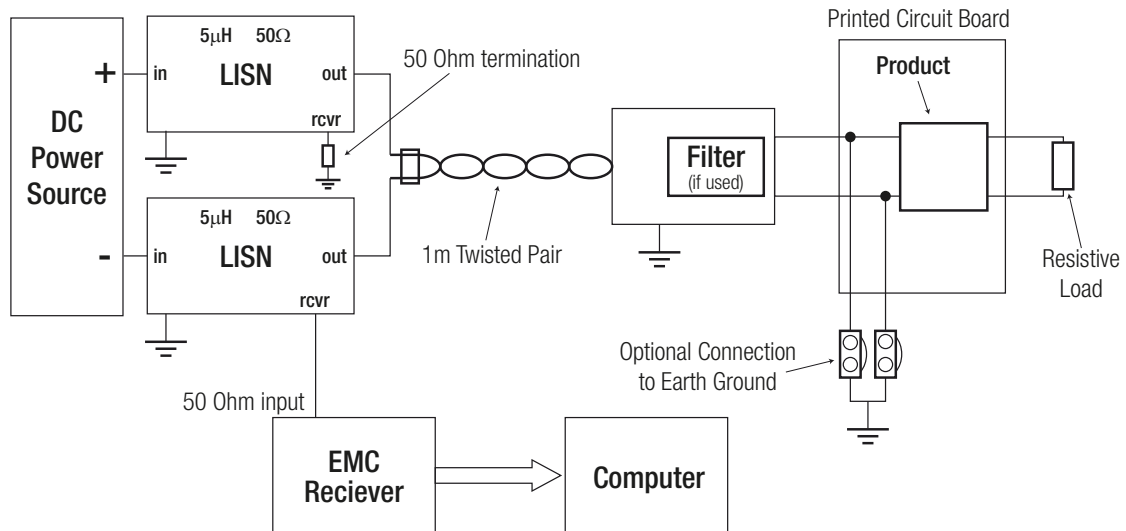 Printed Circuit Board
5μH 50Ω
LISN
+
in
out
rcvr
50 Ohm termination
Product
DC
Power
Source
Filter
(if used)
5μH 50Ω
LISN
-
in
out
rcvr
1m Twisted Pair
Resistive
Load
Optional Connection
to Earth Ground
50 Ohm input
EMC
Reciever
Computer